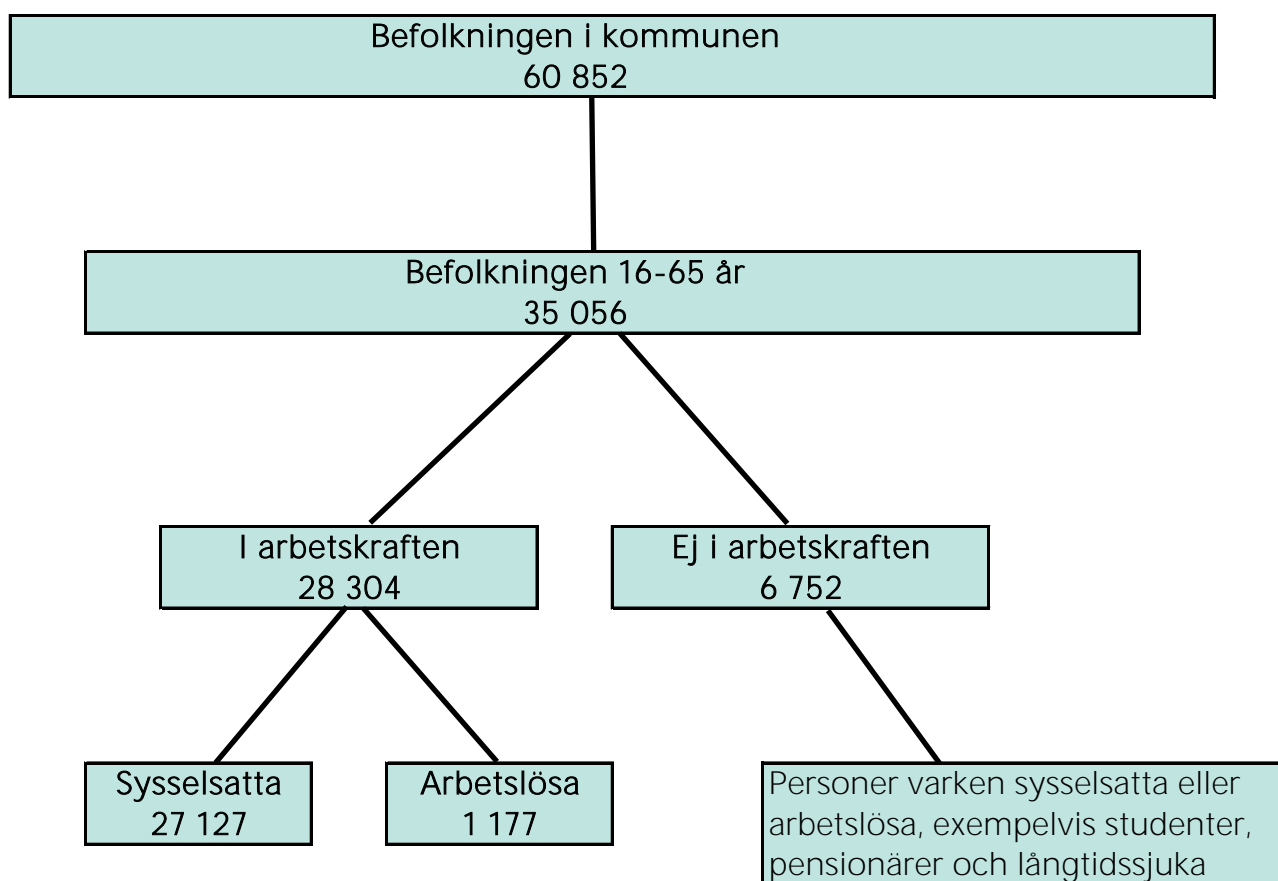 Befolkningen i kommunen
60 852
Befolkningen 16-65 år
35 056
I arbetskraften
28 304
Ej i arbetskraften
6 752
Sysselsatta
27 127
Arbetslösa
1 177
Personer varken sysselsatta eller
arbetslösa, exempelvis studenter,
pensionärer och långtidssjuka